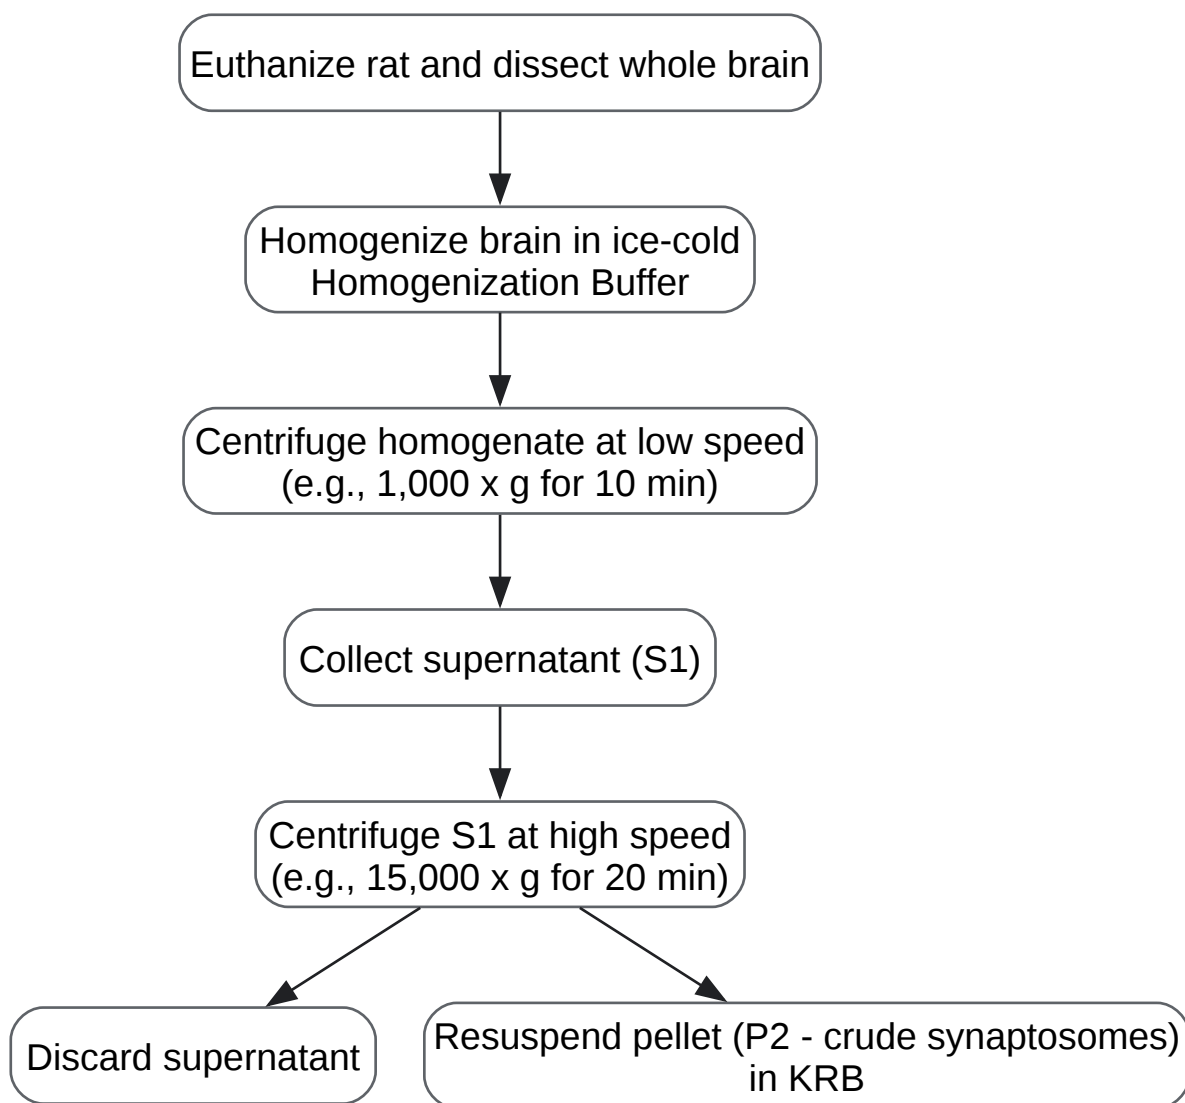 Euthanize rat and dissect whole brain
Homogenize brain in ice-cold
Homogenization Buffer
Centrifuge homogenate at low speed
(e.g., 1,000 x g for 10 min)
Collect supernatant (S1)
Centrifuge S1 at high speed
(e.g., 15,000 x g for 20 min)
Discard supernatant
Resuspend pellet (P2 - crude synaptosomes)
in KRB